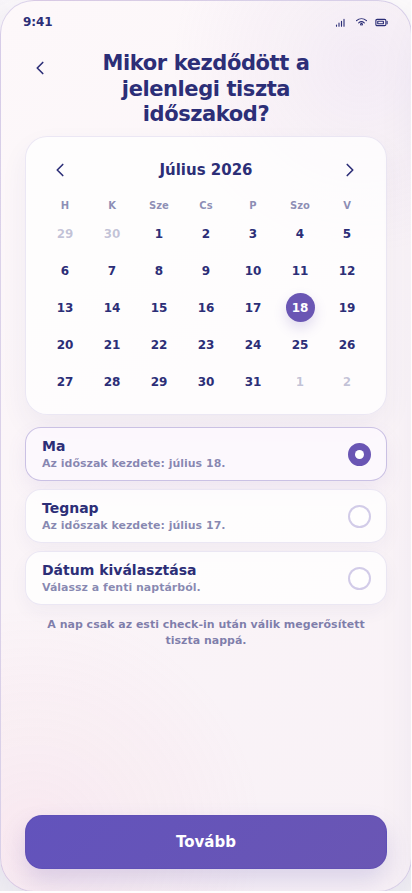 9:41
Mikor kezdődött a
jelenlegi tiszta
időszakod?
Július 2026
H K Sze Cs P Szo V
29 30 1 2 3 4 5
6 7 8 9 10 11 12
13 14 15 16 17 18 19
20 21 22 23 24 25 26
27 28 29 30 31 1 2
Ma
Az időszak kezdete: július 18.
Tegnap
Az időszak kezdete: július 17.
Dátum kiválasztása
Válassz a fenti naptárból.
A nap csak az esti check-in után válik megerősített
tiszta nappá.
Tovább